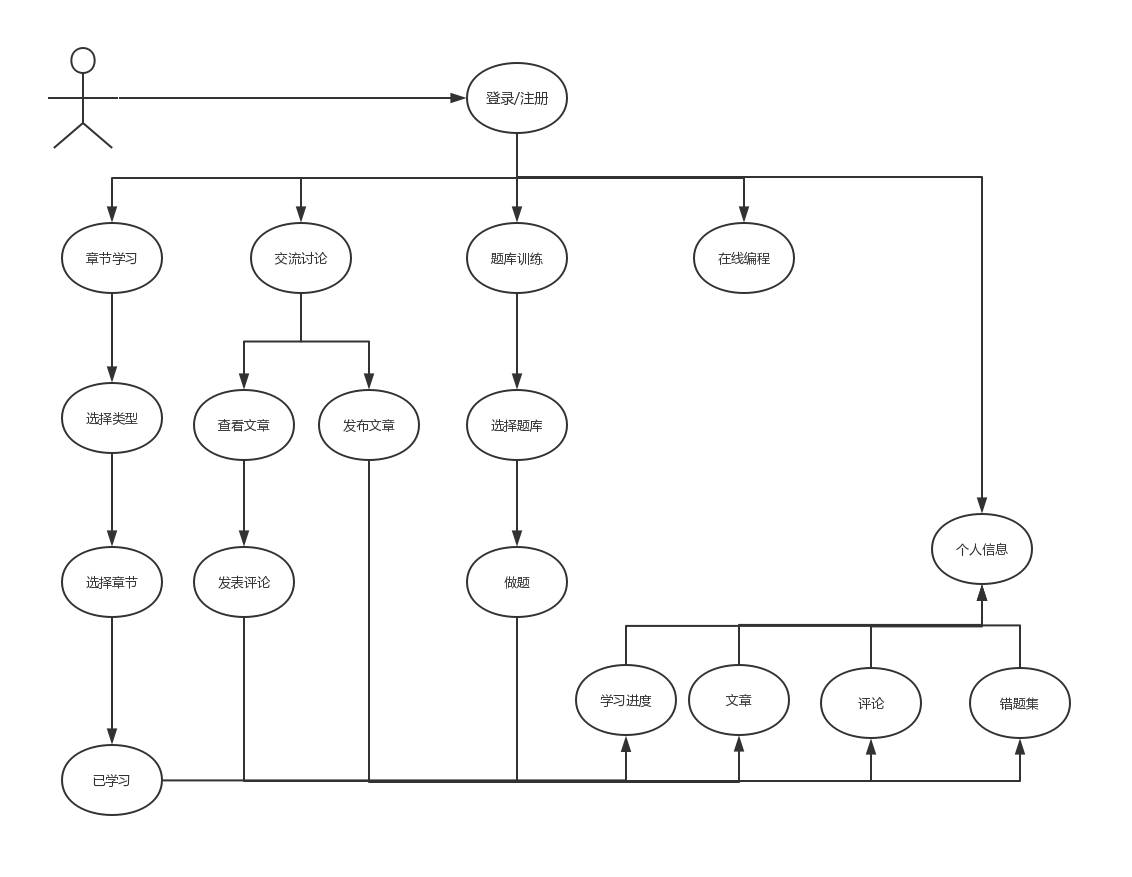 登录/注册
章节学习
交流讨论
题库训练
在线编程
选择类型
查看文章
发布文章
选择题库
个人信息
选择章节
发表评论
做题
学习进度
文章
评论
错题集
已学习